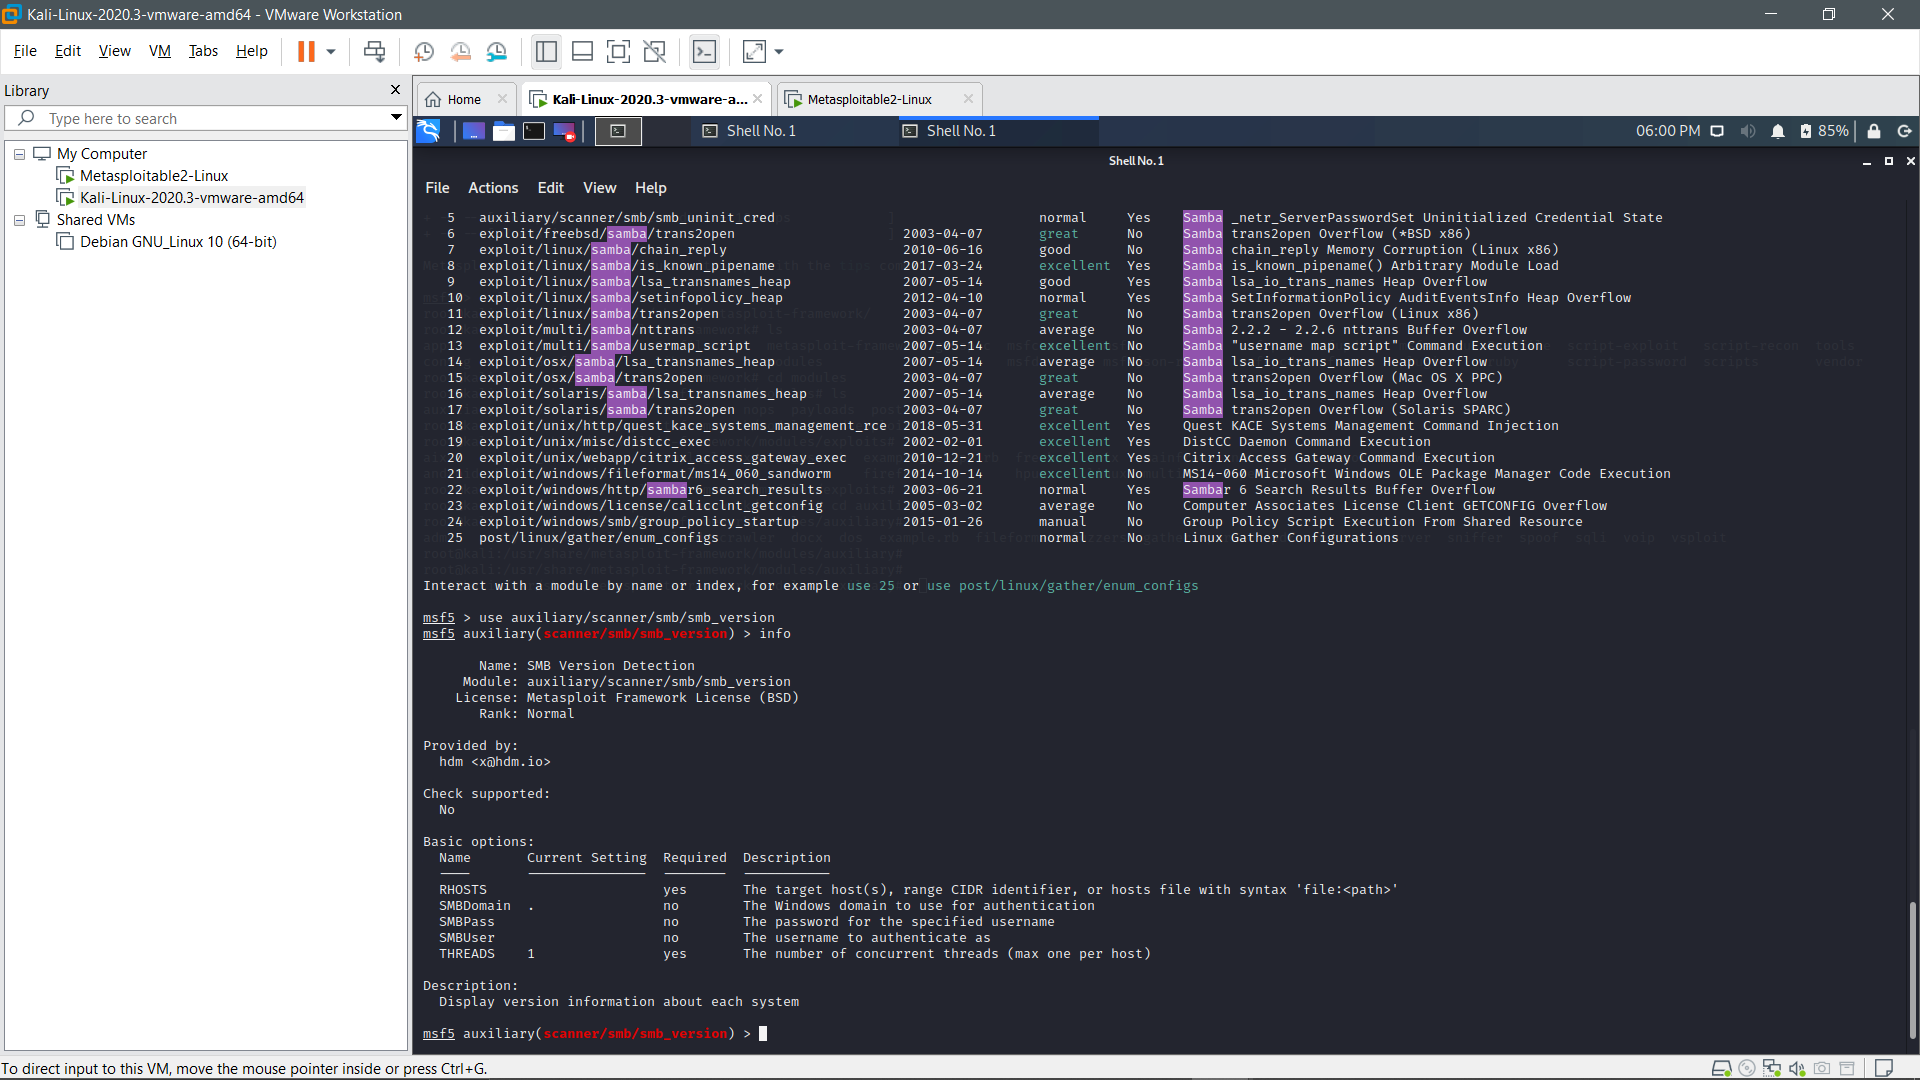 Kali-Linux-2020.3-vmware-amd64 - VMware Workstation
File Edit View VM Tabs Help
Library
Type here to search
My Computer
Metasploitable2-Linux
Kali-Linux-2020.3-vmware-amd64
Shared VMs
Debian GNU_Linux 10 (64-bit)
Home Kali-Linux-2020.3-vmware-a... Metasploitable2-Linux
Shell No. 1 Shell No. 1 06:00 PM 85%
Shell No. 1
File Actions Edit View Help
5 auxiliary/scanner/smb/smb_uninit_cred normal Yes Samba _netr_ServerPasswordSet Uninitialized Credential State
6 exploit/freebsd/samba/trans2open 2003-04-07 great No Samba trans2open Overflow (*BSD x86)
7 exploit/linux/samba/chain_reply 2010-06-16 good No Samba chain_reply Memory Corruption (Linux x86)
8 exploit/linux/samba/is_known_pipename 2017-03-24 excellent Yes Samba is_known_pipename() Arbitrary Module Load
9 exploit/linux/samba/lsa_transnames_heap 2007-05-14 good Yes Samba lsa_io_trans_names Heap Overflow
10 exploit/linux/samba/setinfopolicy_heap 2012-04-10 normal Yes Samba SetInformationPolicy AuditEventsInfo Heap Overflow
11 exploit/linux/samba/trans2open 2003-04-07 great No Samba trans2open Overflow (Linux x86)
12 exploit/multi/samba/nttrans 2003-04-07 average No Samba 2.2.2 - 2.2.6 nttrans Buffer Overflow
13 exploit/multi/samba/usermap_script 2007-05-14 excellent No Samba "username map script" Command Execution
14 exploit/osx/samba/lsa_transnames_heap 2007-05-14 average No Samba lsa_io_trans_names Heap Overflow
15 exploit/osx/samba/trans2open 2003-04-07 great No Samba trans2open Overflow (Mac OS X PPC)
16 exploit/solaris/samba/lsa_transnames_heap 2007-05-14 average No Samba lsa_io_trans_names Heap Overflow
17 exploit/solaris/samba/trans2open 2003-04-07 great No Samba trans2open Overflow (Solaris SPARC)
18 exploit/unix/http/quest_kace_systems_management_rce 2018-05-31 excellent Yes Quest KACE Systems Management Command Injection
19 exploit/unix/misc/distcc_exec 2002-02-01 excellent Yes DistCC Daemon Command Execution
20 exploit/unix/webapp/citrix_access_gateway_exec 2010-12-21 excellent Yes Citrix Access Gateway Command Execution
21 exploit/windows/fileformat/ms14_060_sandworm 2014-10-14 excellent No MS14-060 Microsoft Windows OLE Package Manager Code Execution
22 exploit/windows/http/sambar6_search_results 2003-06-21 normal Yes Sambar 6 Search Results Buffer Overflow
23 exploit/windows/license/calicclnt_getconfig 2005-03-02 average No Computer Associates License Client GETCONFIG Overflow
24 exploit/windows/smb/group_policy_startup 2015-01-26 manual No Group Policy Script Execution From Shared Resource
25 post/linux/gather/enum_configs normal No Linux Gather Configurations
Interact with a module by name or index, for example use 25 or use post/linux/gather/enum_configs
msf5 > use auxiliary/scanner/smb/smb_version
msf5 auxiliary(scanner/smb/smb_version) > info
Name: SMB Version Detection
Module: auxiliary/scanner/smb/smb_version
License: Metasploit Framework License (BSD)
Rank: Normal
Provided by:
hdm <x@hdm.io>
Check supported:
No
Basic options:
Name Current Setting Required Description
RHOSTS yes The target host(s), range CIDR identifier, or hosts file with syntax 'file:<path>'
SMBDomain . no The Windows domain to use for authentication
SMBPass no The password for the specified username
SMBUser no The username to authenticate as
THREADS 1 yes The number of concurrent threads (max one per host)
Description:
Display version information about each system
msf5 auxiliary(scanner/smb/smb_version) >
To direct input to this VM, move the mouse pointer inside or press Ctrl+G.